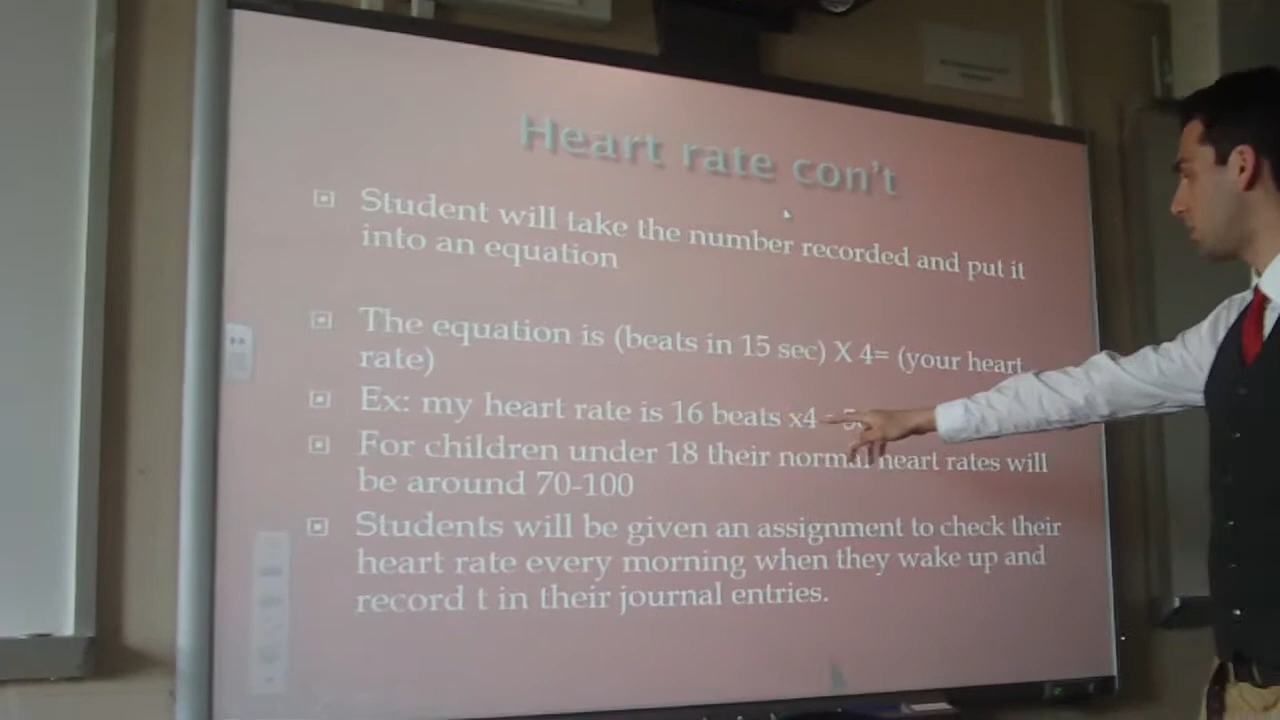 Heart rate con't
Student will take the number recorded and put it
into an equation
The equation is (beats in 15 sec) X 4= (your heart
rate)
Ex: my heart rate is 16 beats x4
For children under 18 their normal heart rates will
be around 70-100
Students will be given an assignment to check their
heart rate every morning when they wake up and
record t in their journal entries.